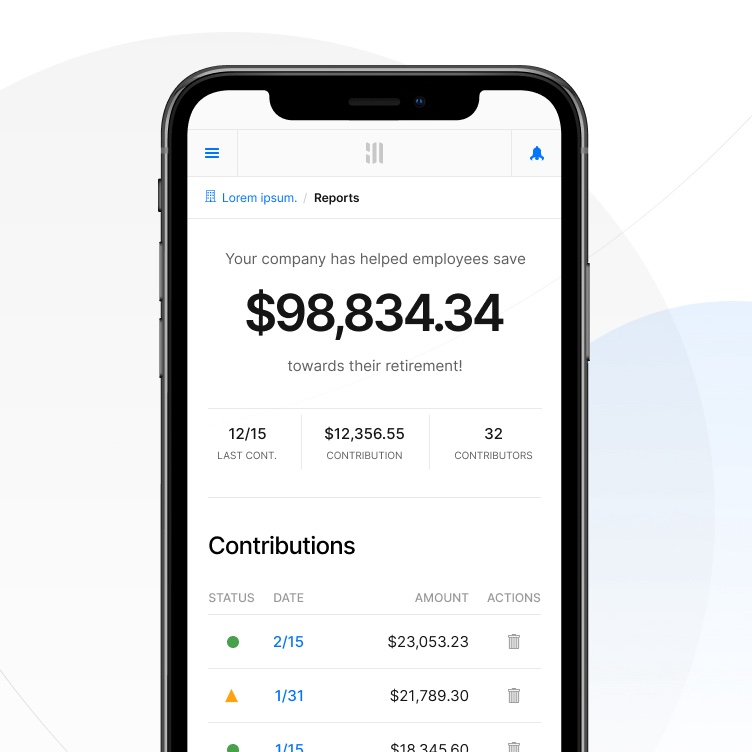 Lorem ipsum. / Reports
Your company has helped employees save
$98,834.34
towards their retirement!
12/15 $12,356.55 32
LAST CONT. CONTRIBUTION CONTRIBUTORS
Contributions
STATUS DATE AMOUNT ACTIONS
2/15 $23,053.23
1/31 $21,789.30
1/15 $18,345.60